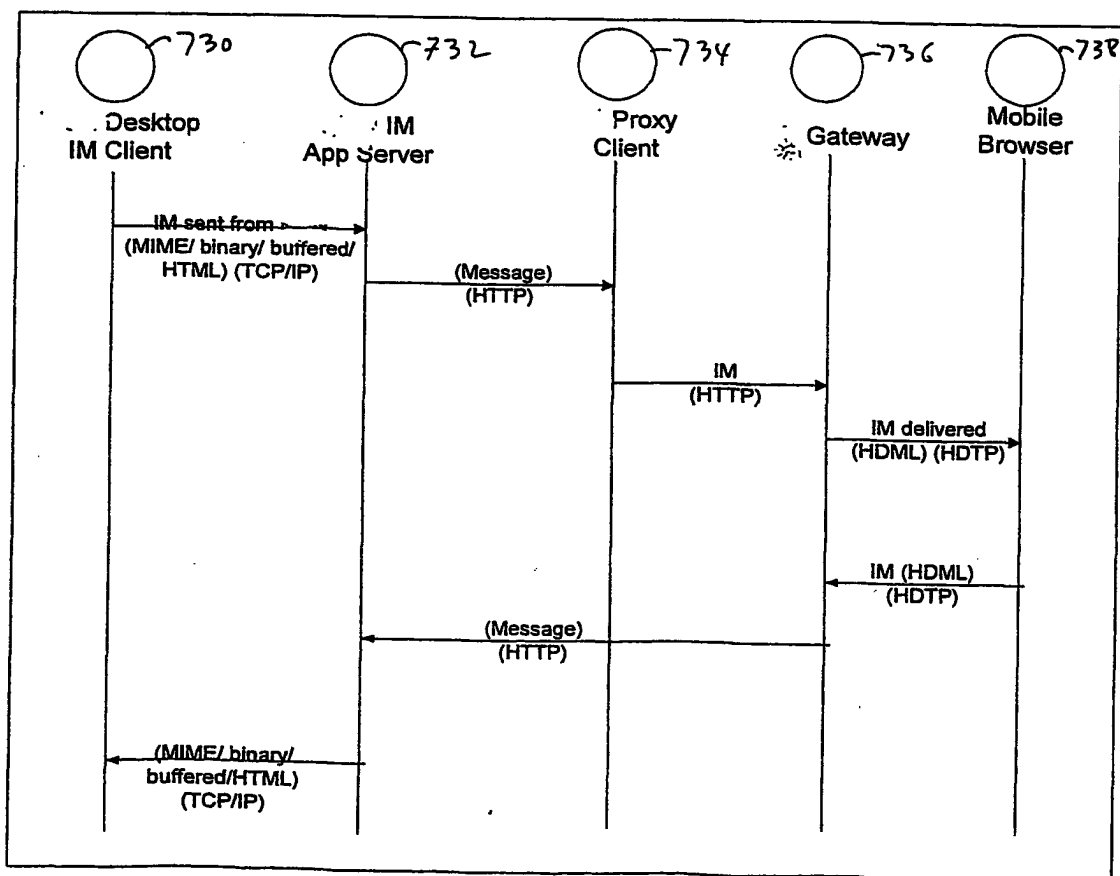 730
732
734
736
738
Desktop
IM Client
IM
App Server
Proxy
Client
Gateway
Mobile
Browser
IM sent from
(MIME/ binary/ buffered/
HTML) (TCP/IP)
(Message)
(HTTP)
IM
(HTTP)
IM delivered
(HDML) (HDTP)
IM (HDML)
(HDTP)
(Message)
(HTTP)
(MIME/ binary/
buffered/HTML)
(TCP/IP)